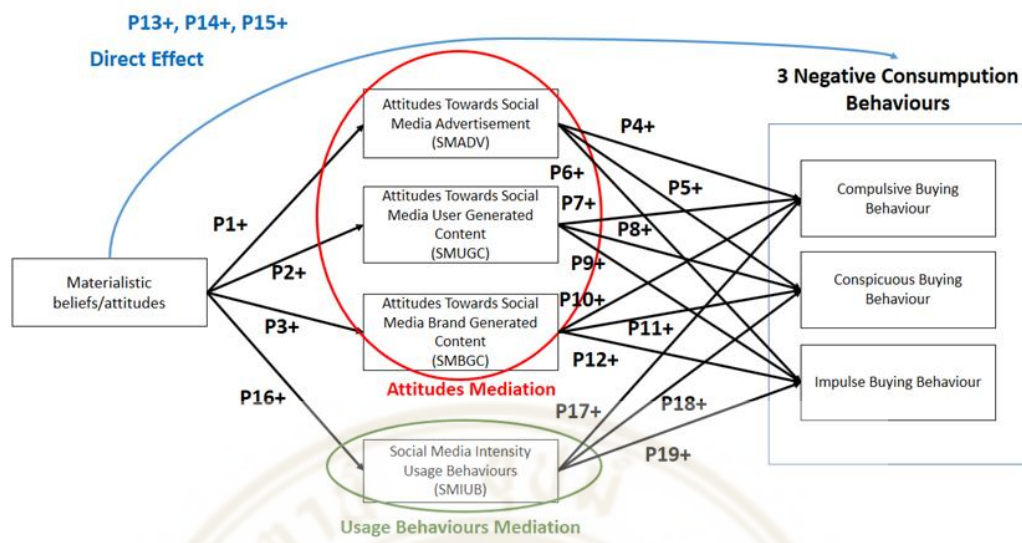 P13+, P14+, P15+
Direct Effect
3 Negative Consumpution
Behaviours
Attitudes Towards Social
Media Advertisement
(SMADV)
P4+
P6+
P5+
P1+
Attitudes Towards Social
Media User Generated
Content
(SMUGC)
P7+
P8+
Compulsive Buying
Behaviour
P2+
P9+
Materialistic
beliefs/attitudes
Conspicuous Buying
Behaviour
P3+
Attitudes Towards Social
Media Brand Generated
Content
(SMBGC)
P10+
P11+
P12+
Impulse Buying Behaviour
Attitudes Mediation
P16+
P17+
P18+
P19+
Social Media Intensity
Usage Behaviours
(SMIUB)
Usage Behaviours Mediation